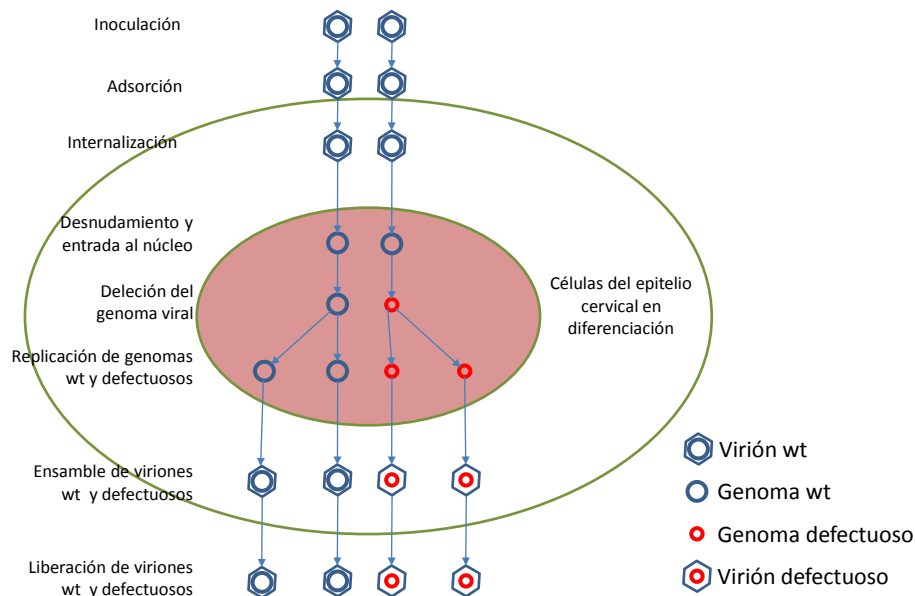 Inoculación
Adsorción
Internalización
Desnudamiento y
entrada al núcleo
Deleción del
genoma viral
Células del epitelio
cervical en
diferenciación
Replicación de genomas
wt y defectuosos
Ensamble de viriones
wt y defectuosos
Liberación de viriones
wt y defectuosos
Virión wt
Genoma wt
Genoma defectuoso
Virión defectuoso